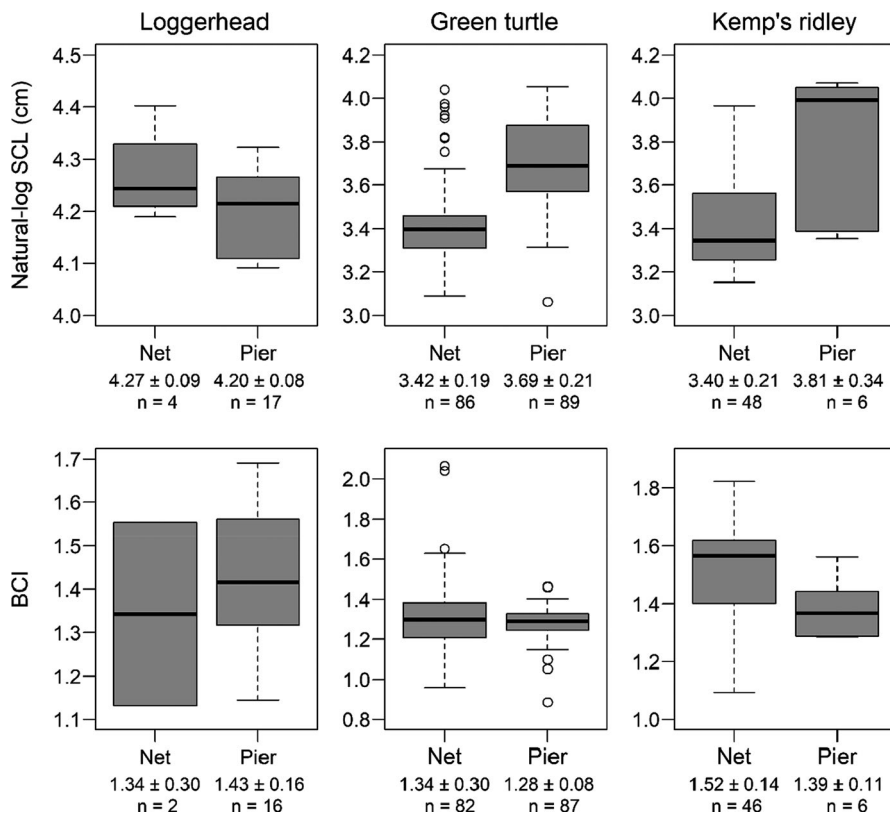 Loggerhead
Natural-log SCL (cm)
4.5
4.4
4.3
4.2
4.1
4.0
Net Pier
4.27 ± 0.09 4.20 ± 0.08
n = 4 n = 17
Green turtle
4.2
4.0
3.8
3.6
3.4
3.2
3.0
Net Pier
3.42 ± 0.19 3.69 ± 0.21
n = 86 n = 89
Kemp's ridley
4.2
4.0
3.8
3.6
3.4
3.2
3.0
Net Pier
3.40 ± 0.21 3.81 ± 0.34
n = 48 n = 6
BCI
1.7
1.6
1.5
1.4
1.3
1.2
1.1
Net Pier
1.34 ± 0.30 1.43 ± 0.16
n = 2 n = 16
2.0
1.8
1.6
1.4
1.2
1.0
0.8
Net Pier
1.34 ± 0.30 1.28 ± 0.08
n = 82 n = 87
1.8
1.6
1.4
1.2
1.0
Net Pier
1.52 ± 0.14 1.39 ± 0.11
n = 46 n = 6